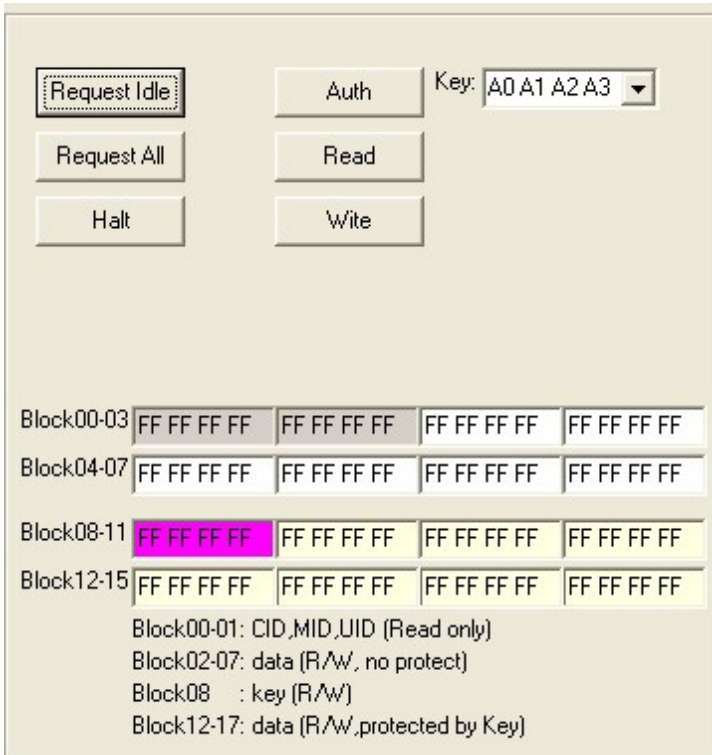 Request Idle Auth Key: A0 A1 A2 A3
Request All Read
Halt Wite
Block00-03 FF FF FF FF FF FF FF FF FF FF FF FF FF FF FF FF
Block04-07 FF FF FF FF FF FF FF FF FF FF FF FF FF FF FF FF
Block08-11 FF FF FF FF FF FF FF FF FF FF FF FF FF FF FF FF
Block12-15 FF FF FF FF FF FF FF FF FF FF FF FF FF FF FF FF
Block00-01: CID,MID,UID (Read only)
Block02-07: data (R/W, no protect)
Block08 : key (R/W)
Block12-17: data (R/W,protected by Key)